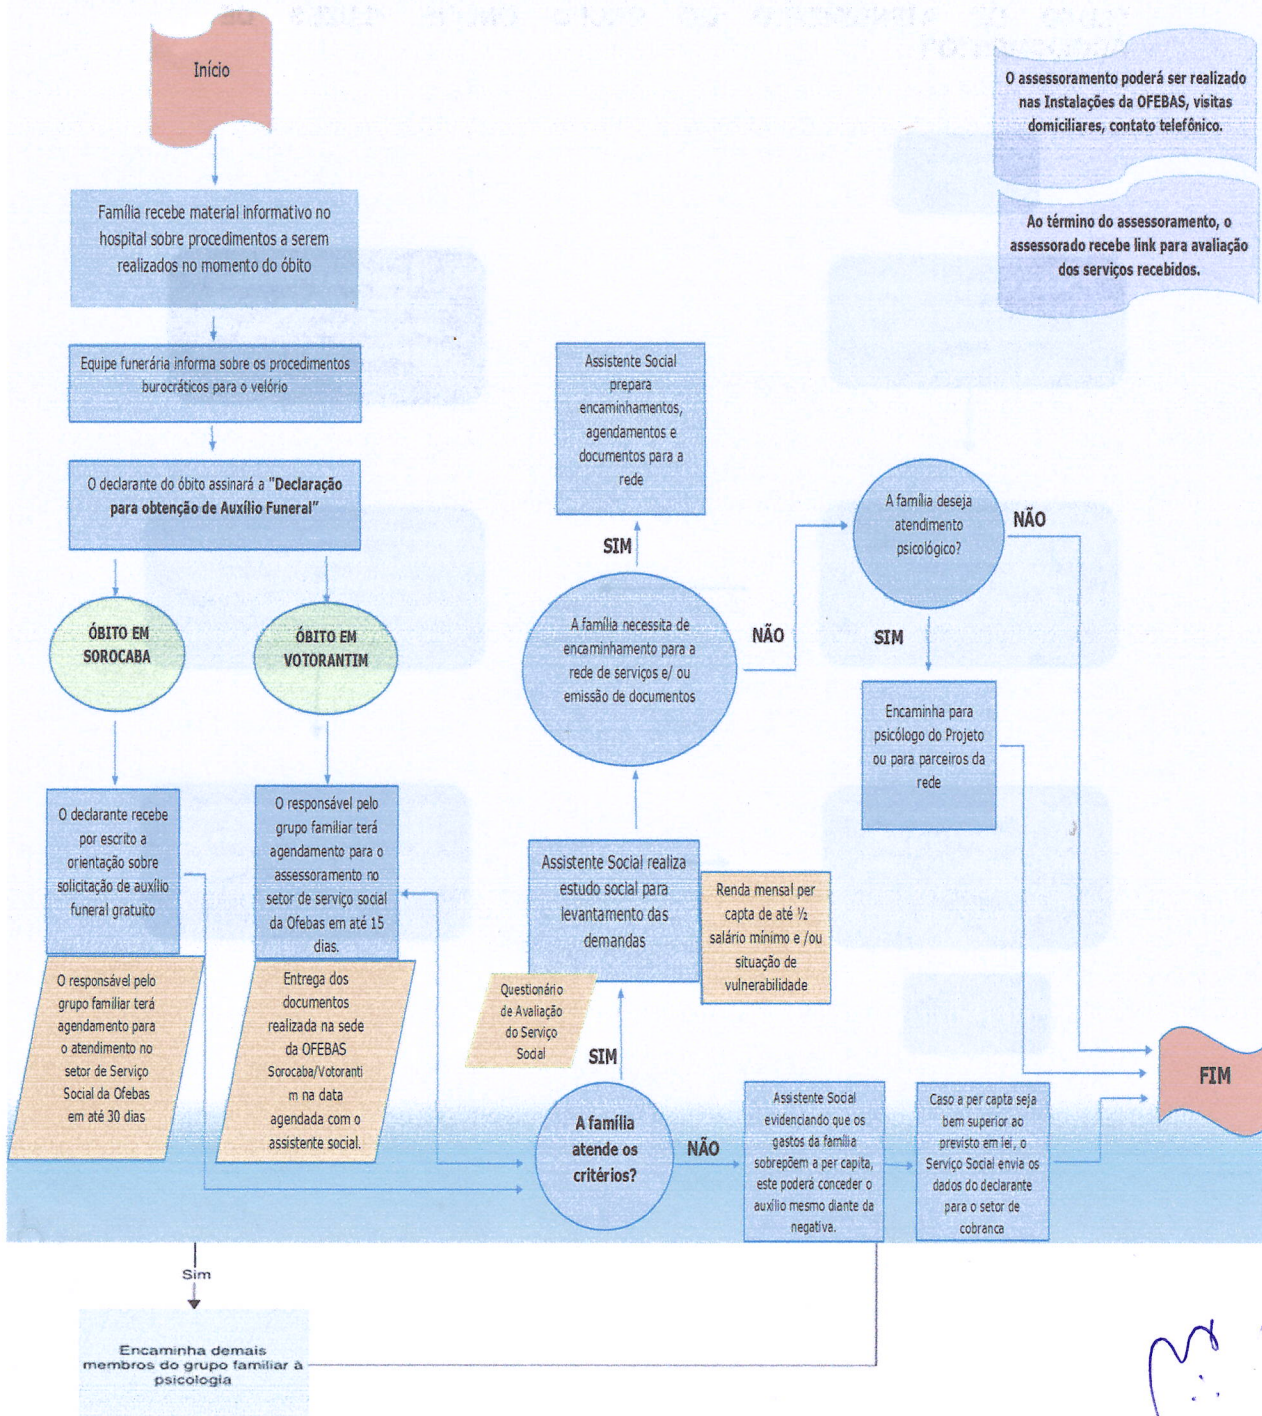 Início
O assessoramento poderá ser realizado
nas Instalações da OFEBAS, visitas
domiciliares, contato telefônico.
Ao término do assessoramento, o
assessorado recebe link para avaliação
dos serviços recebidos.
Família recebe material informativo no
hospital sobre procedimentos a serem
realizados no momento do óbito
Equipe funerária informa sobre os procedimentos
burocráticos para o velório
O declarante do óbito assinará a "Declaração
para obtenção de Auxílio Funeral"
ÓBITO EM
SOROCABA
ÓBITO EM
VOTORANTIM
O declarante recebe
por escrito a
orientação sobre
solicitação de auxílio
funeral gratuito
O responsável pelo
grupo familiar terá
agendamento para
o atendimento no
setor de Serviço
Social da Ofebas
em até 30 dias
O responsável pelo
grupo familiar terá
agendamento para o
assessoramento no
setor de serviço social
da Ofebas em até 15
dias.
Entrega dos
documentos
realizada na sede
da OFEBAS
Sorocaba/Votoranti
m na data
agendada com o
assistente social.
Assistente Social
prepara
encaminhamentos,
agendamentos e
documentos para a
rede
SIM
A família necessita de
encaminhamento para a
rede de serviços e/ ou
emissão de documentos
NÃO
A família deseja
atendimento
psicológico?
NÃO
SIM
Encaminha para
psicólogo do Projeto
ou para parceiros da
rede
Assistente Social realiza
estudo social para
levantamento das
demandas
Renda mensal per
capta de até ½
salário mínimo e /ou
situação de
vulnerabilidade
Questionário
de Avaliação
do Serviço
Social
SIM
A família
atende os
critérios?
NÃO
Assistente Social
evidenciando que os
gastos da família
sobrepõem a per capita,
este poderá conceder o
auxílio mesmo diante da
negativa.
Caso a per capta seja
bem superior ao
previsto em lei, o
Serviço Social envia os
dados do declarante
para o setor de
cobranca
FIM
Sim
Encaminha demais
membros do grupo familiar à
psicologia